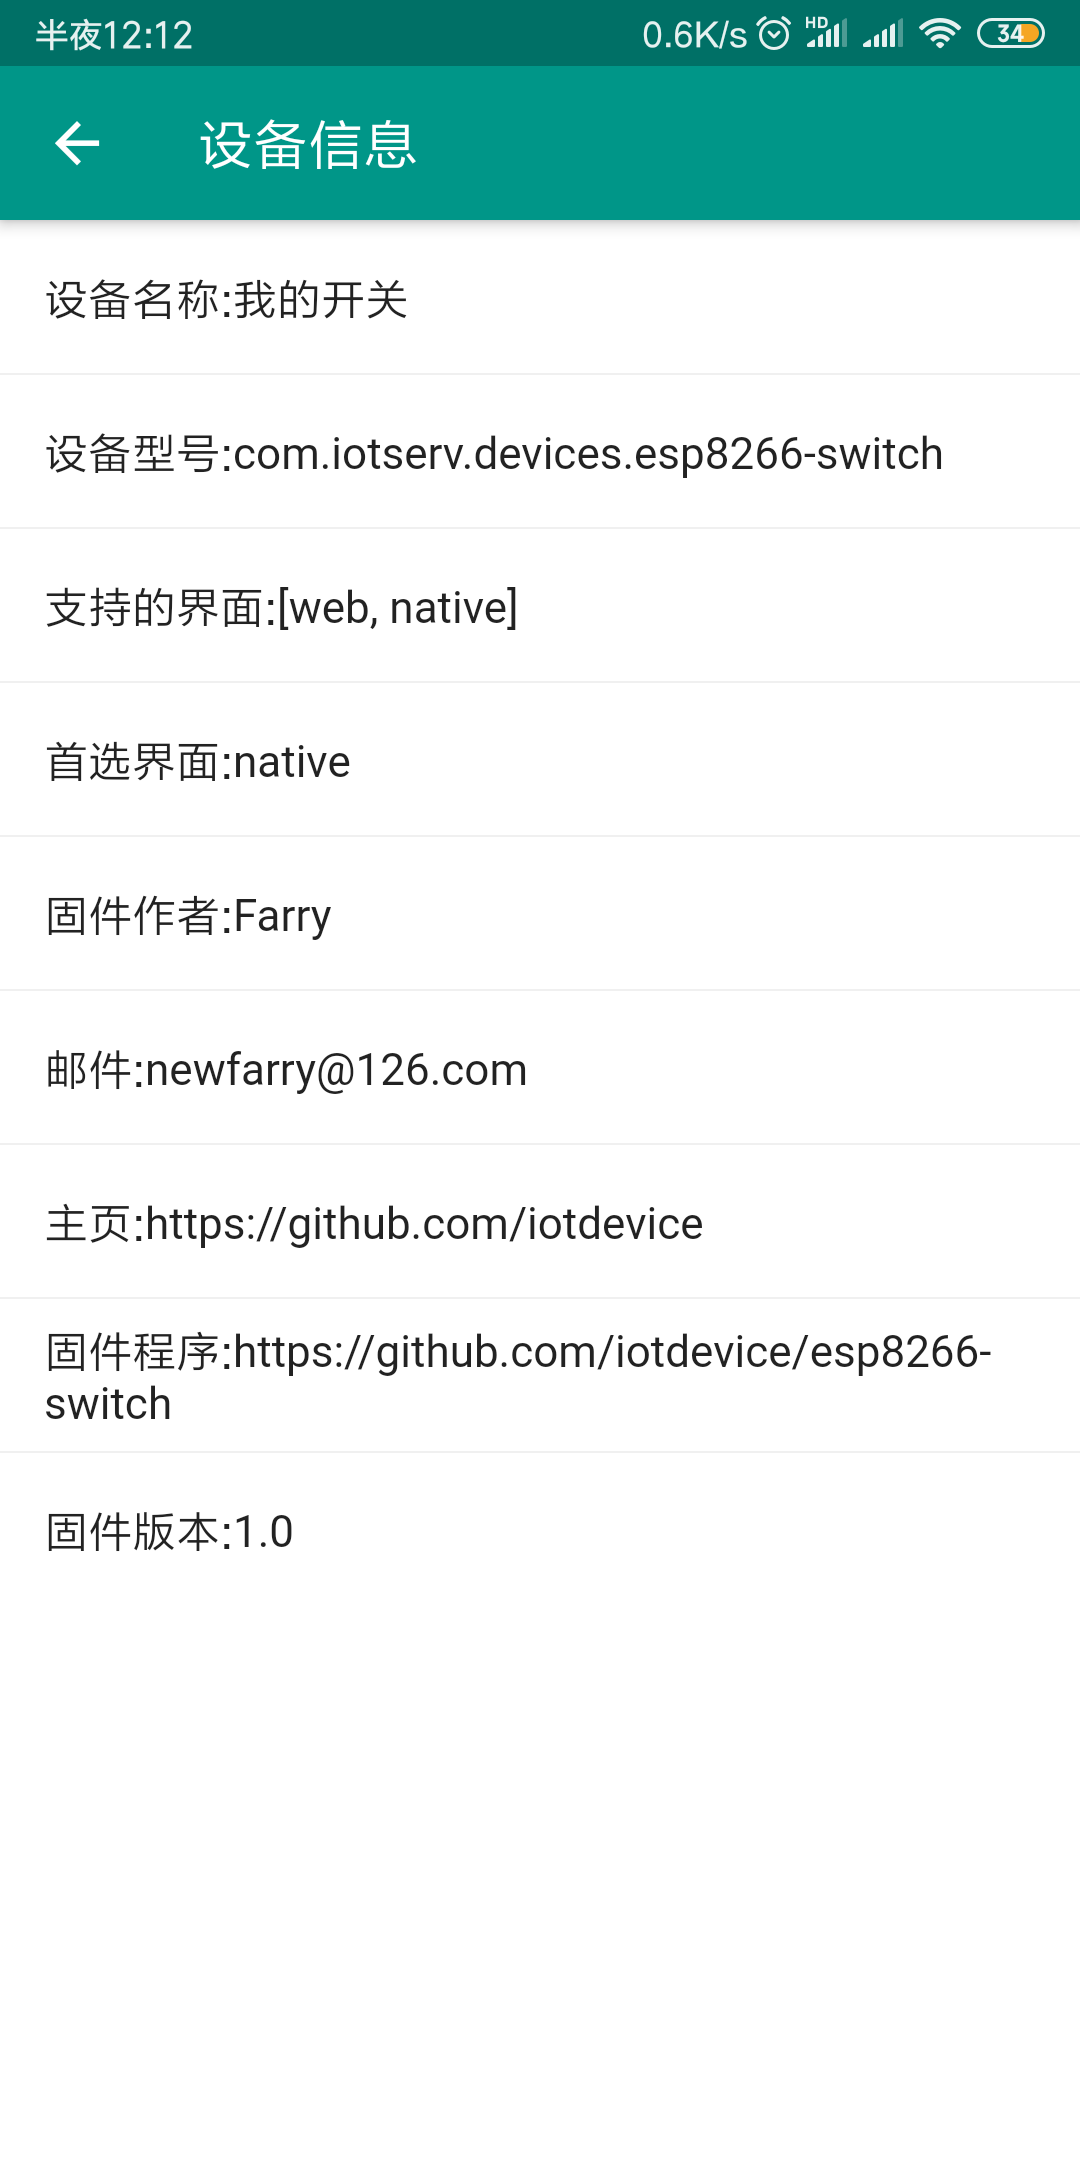 半夜12:12
0.6K/s HD 34
设备信息
设备名称:我的开关
设备型号:com.iotserv.devices.esp8266-switch
支持的界面:[web, native]
首选界面:native
固件作者:Farry
邮件:newfarry@126.com
主页:https://github.com/iotdevice
固件程序:https://github.com/iotdevice/esp8266-
switch
固件版本:1.0